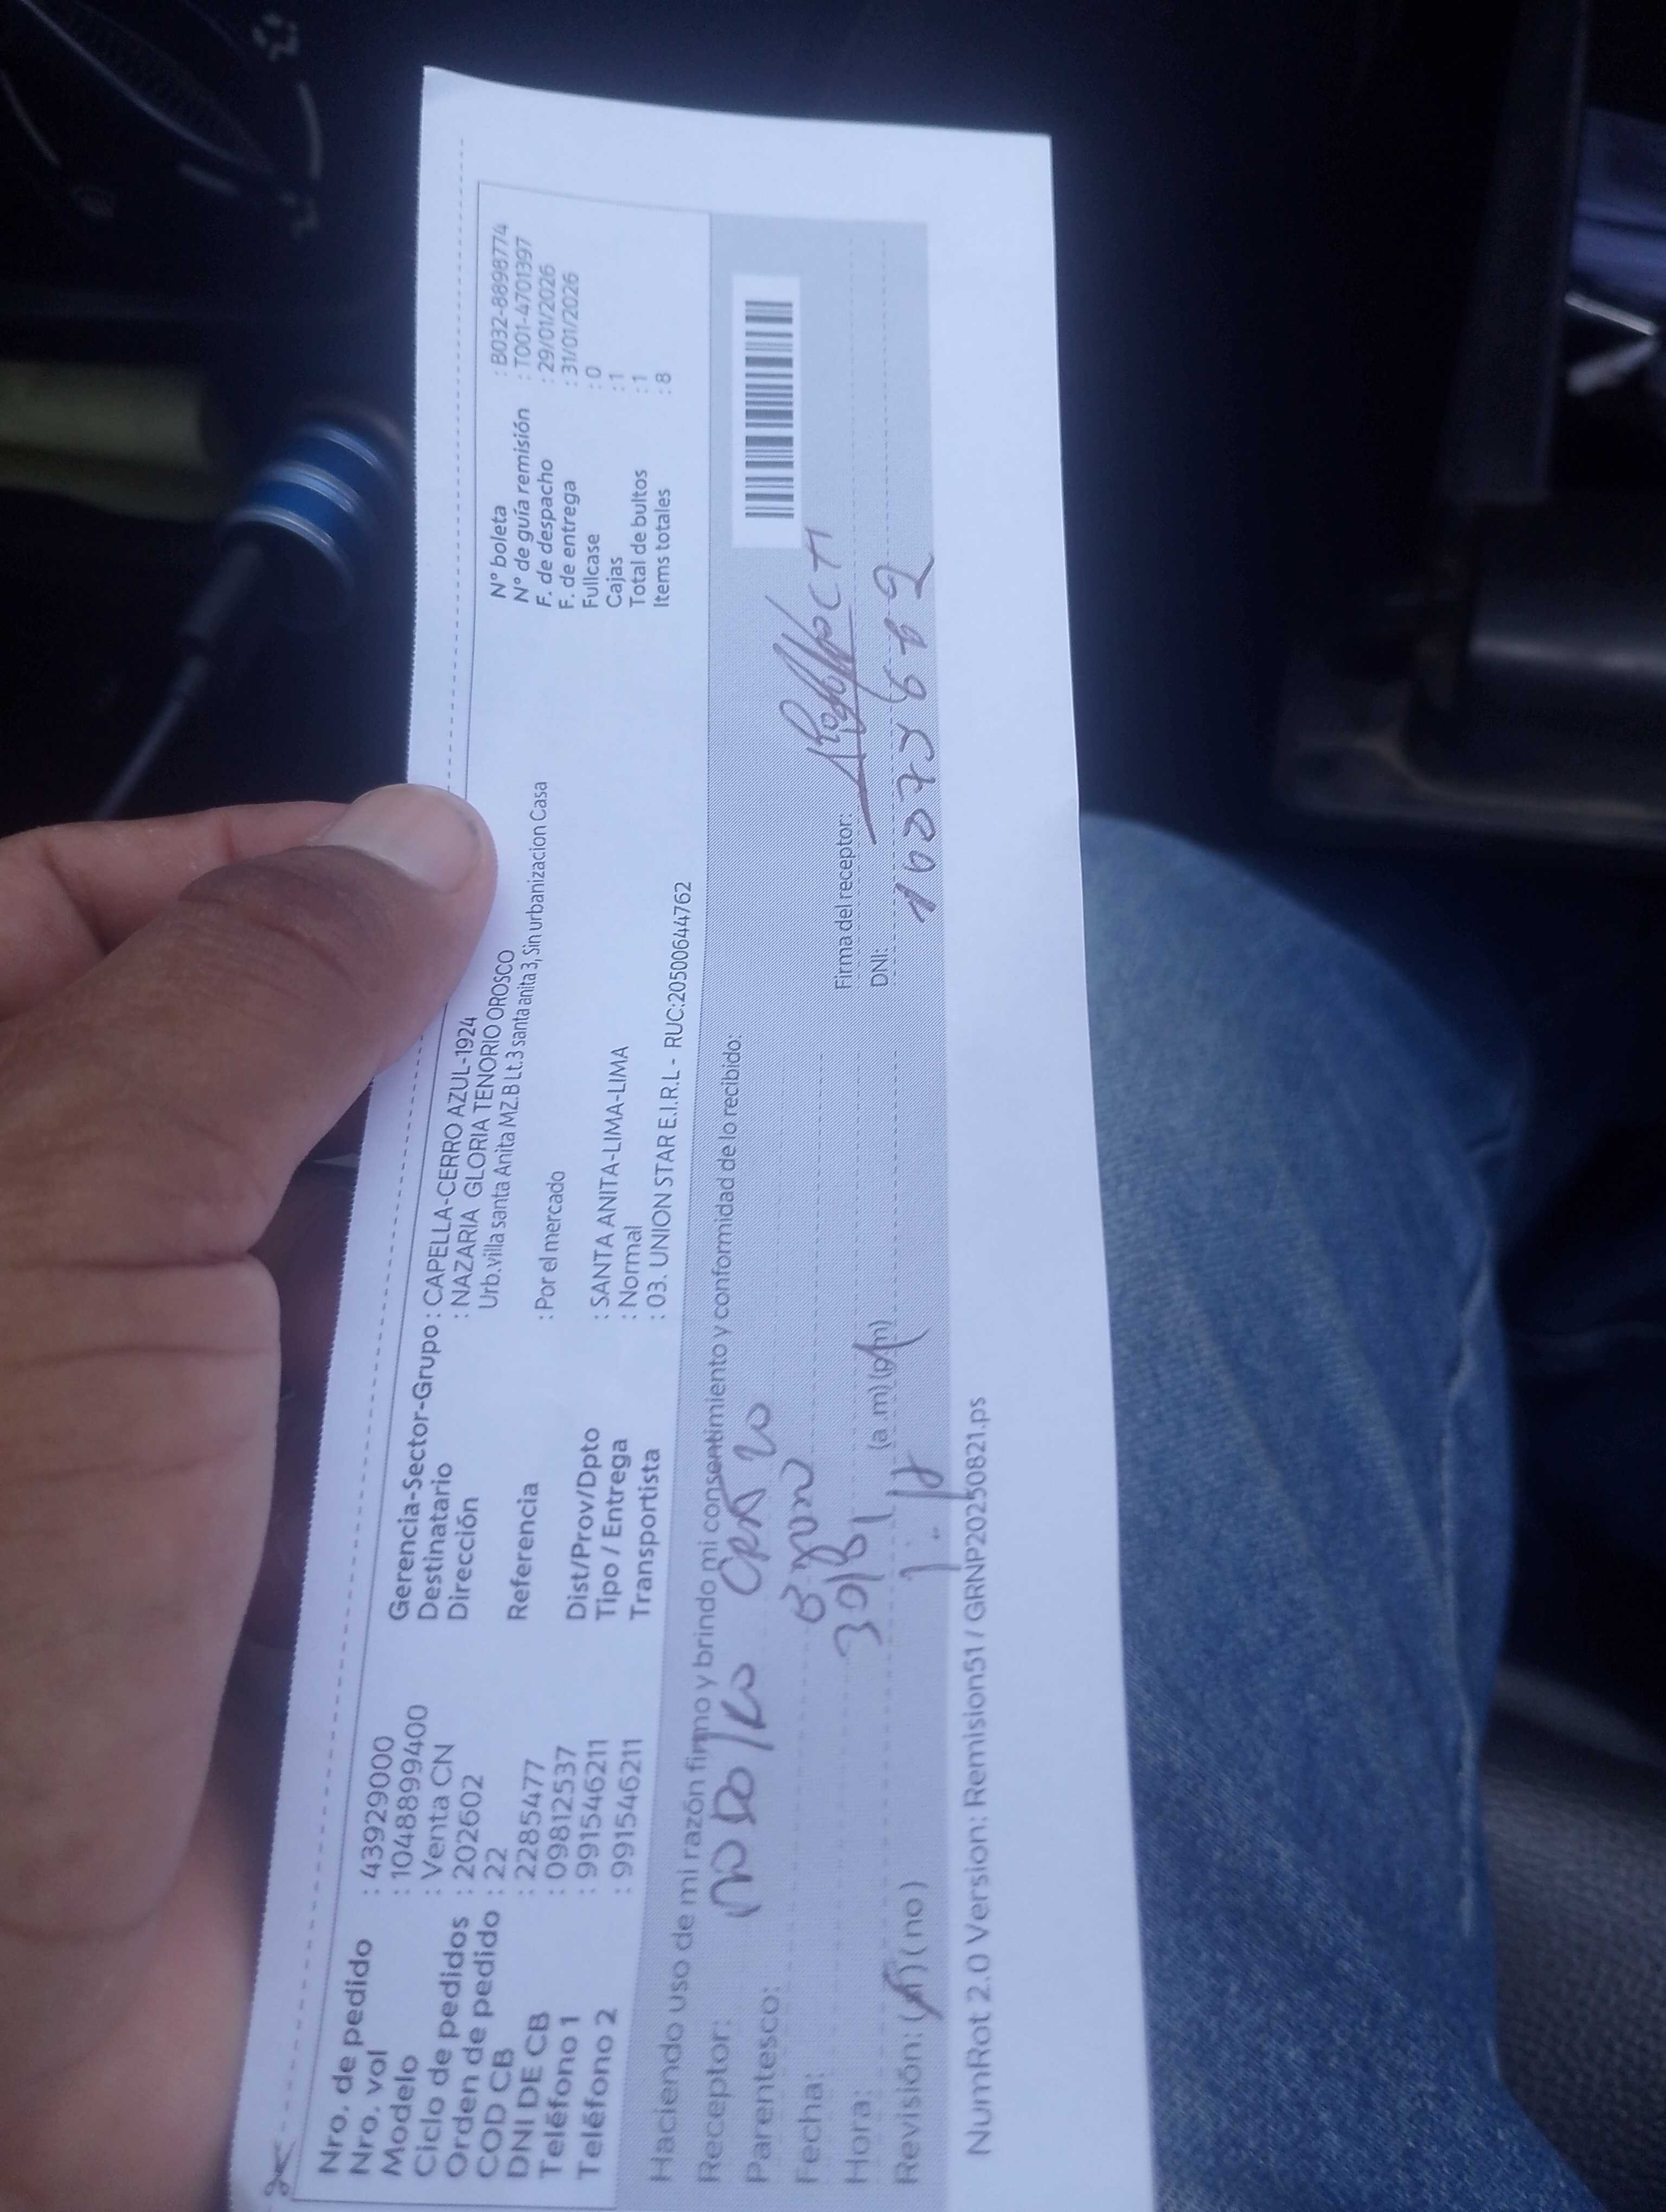 Nro. de pedido : 43929000
Nro. vol : 1048899400
Modelo : Venta CN
Ciclo de pedidos : 202602
Orden de pedido : 22
COD CB : 2285477
DNI DE CB : 09812537
Teléfono 1 : 991546211
Teléfono 2 : 991546211
Gerencia-Sector-Grupo : CAPELLA-CERRO AZUL-1924
Destinatario : NAZARIA GLORIA TENORIO OROSCO
Dirección Urb.villa santa Anita MZ.B Lt.3 santa anita 3, Sin urbanizacion Casa
Referencia : Por el mercado
Dist/Prov/Dpto : SANTA ANITA-LIMA-LIMA
Tipo / Entrega : Normal
Transportista : 03. UNION STAR E.I.R.L - RUC:20500644762
N° boleta : B032-8898774
N° de guía remisión : T001-4701397
F. de despacho : 29/01/2026
F. de entrega : 31/01/2026
Fullcase : 0
Cajas : 1
Total de bultos : 1
Items totales : 8
Haciendo uso de mi razón firmo y brindo mi consentimiento y conformidad de lo recibido:
Receptor:
Parentesco:
Fecha:
Hora: (a.m) (p.m)
Revisión: (si) (no)
Firma del receptor:
DNI:
NumRot 2.0 Version: Remision51 / GRNP20250821.ps